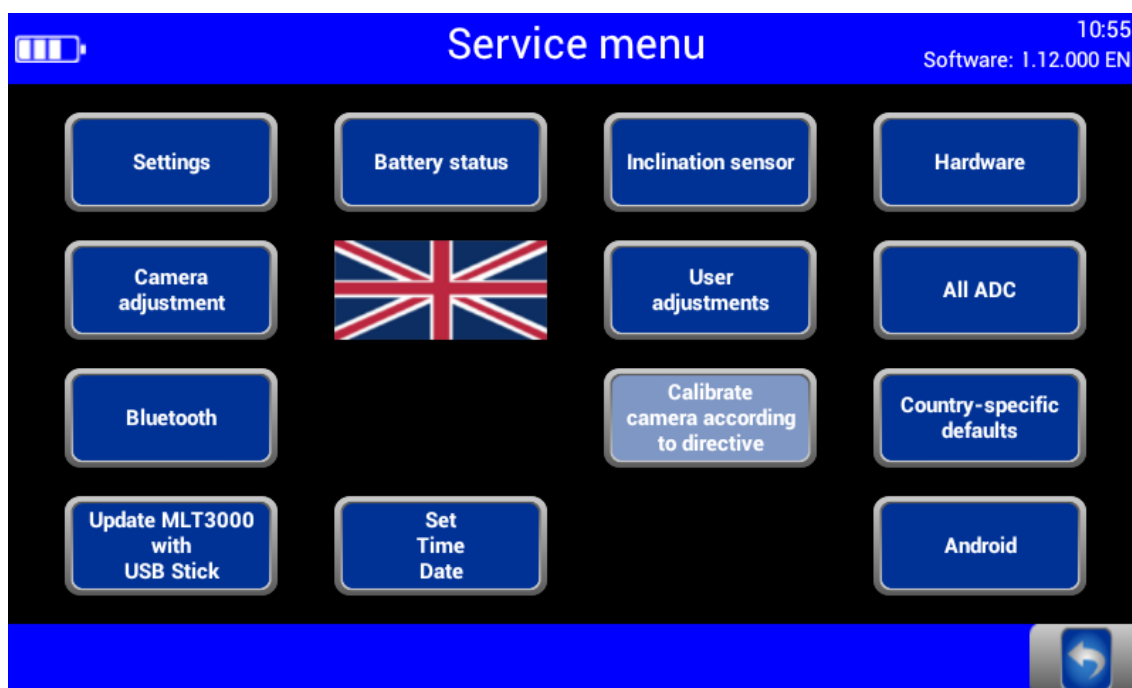 Service menu
10:55
Software: 1.12.000 EN
Settings
Battery status
Inclination sensor
Hardware
Camera
adjustment
User
adjustments
All ADC
Bluetooth
Calibrate
camera according
to directive
Country-specific
defaults
Update MLT3000
with
USB Stick
Set
Time
Date
Android